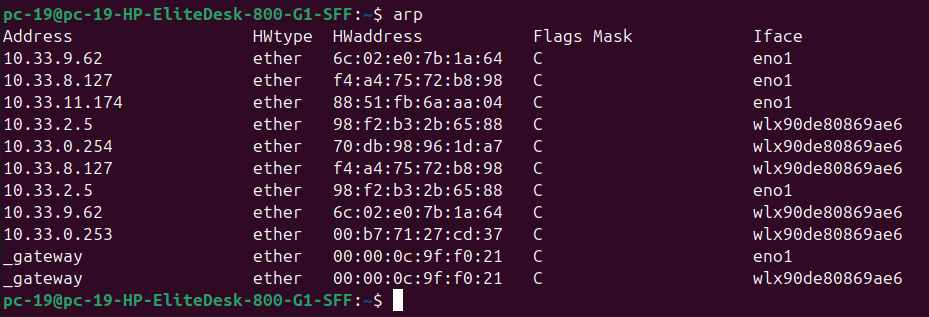 pc-19@pc-19-HP-EliteDesk-800-G1-SFF:~$ arp
Address                  HWtype  HWaddress           Flags Mask            Iface
10.33.9.62               ether   6c:02:e0:7b:1a:64   C                     eno1
10.33.8.127              ether   f4:a4:75:72:b8:98   C                     eno1
10.33.11.174             ether   88:51:fb:6a:aa:04   C                     eno1
10.33.2.5                ether   98:f2:b3:2b:65:88   C                     wlx90de80869ae6
10.33.0.254              ether   70:db:98:96:1d:a7   C                     wlx90de80869ae6
10.33.8.127              ether   f4:a4:75:72:b8:98   C                     wlx90de80869ae6
10.33.2.5                ether   98:f2:b3:2b:65:88   C                     eno1
10.33.9.62               ether   6c:02:e0:7b:1a:64   C                     wlx90de80869ae6
10.33.0.253              ether   00:b7:71:27:cd:37   C                     wlx90de80869ae6
_gateway                 ether   00:00:0c:9f:f0:21   C                     eno1
_gateway                 ether   00:00:0c:9f:f0:21   C                     wlx90de80869ae6
pc-19@pc-19-HP-EliteDesk-800-G1-SFF:~$